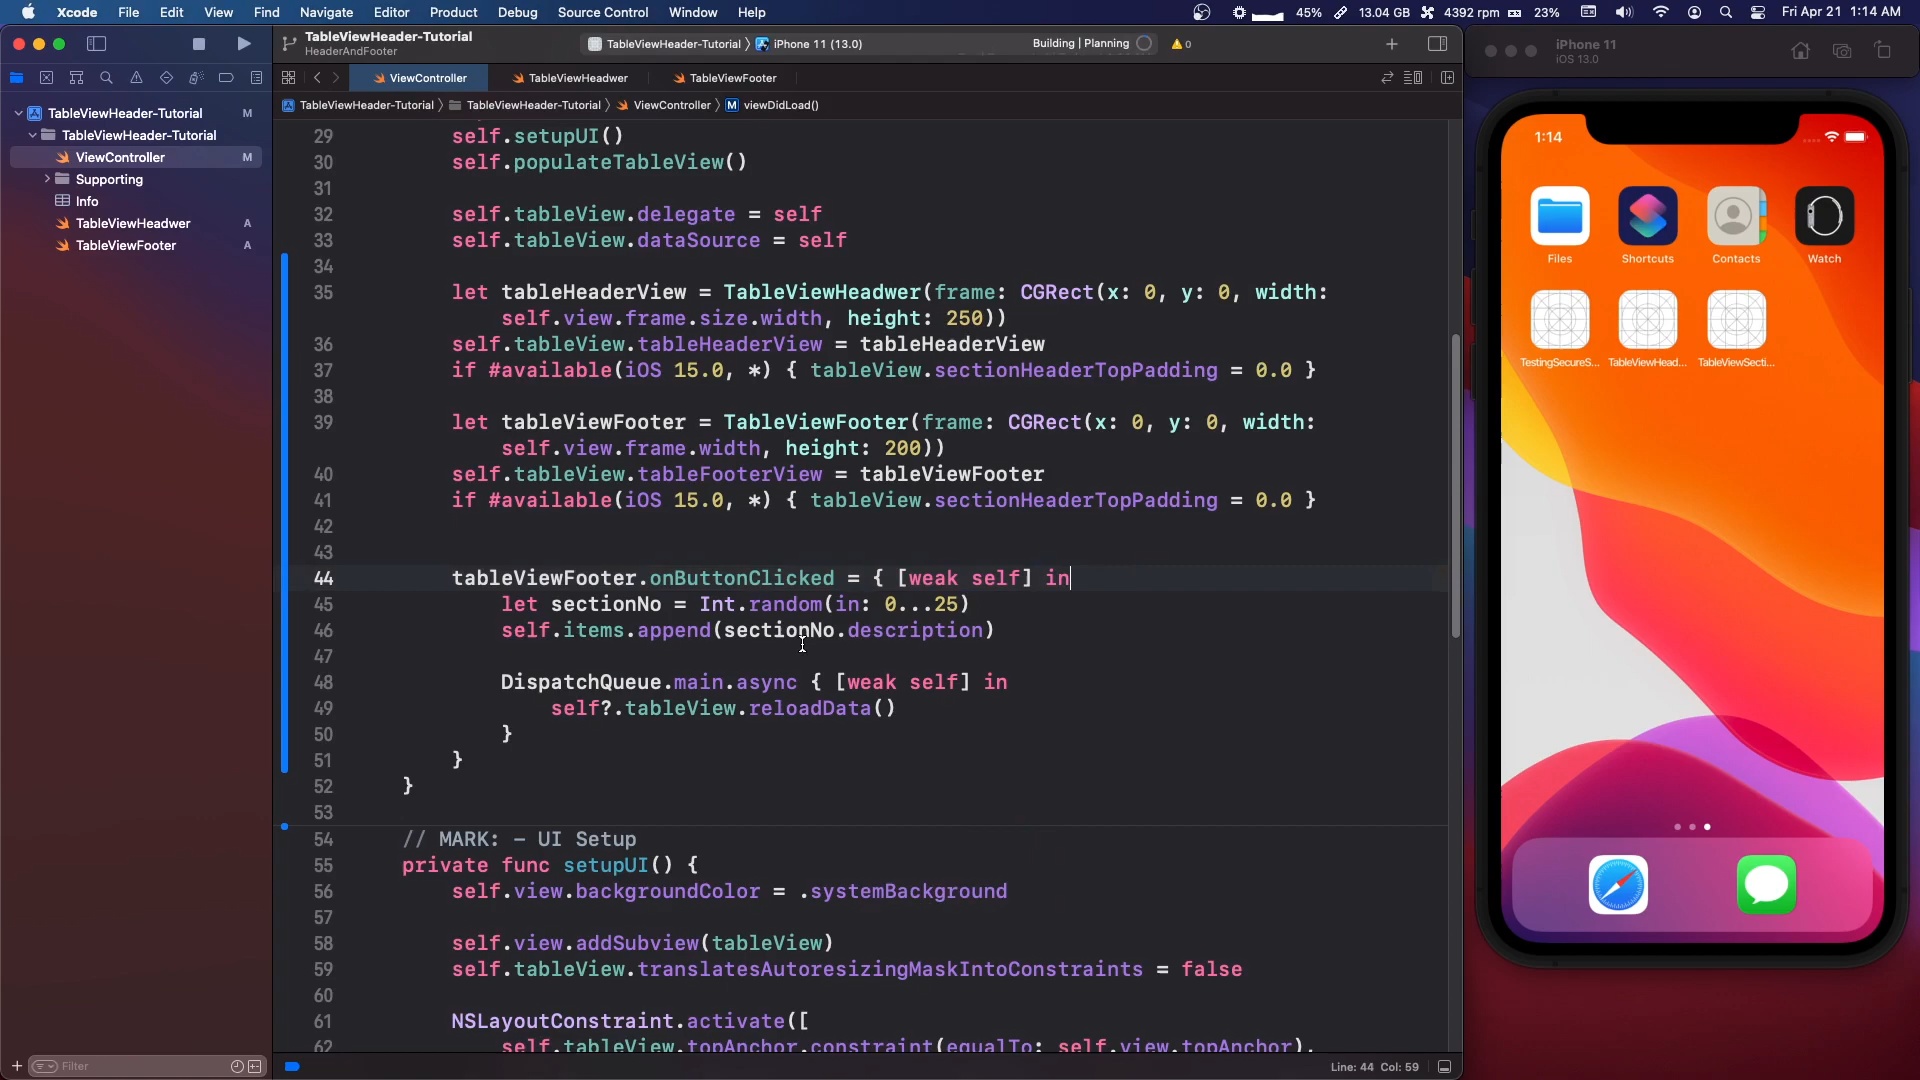 Xcode File Edit View Find Navigate Editor Product Debug Source Control Window Help
45% 13.04 GB 4392 rpm 23% Fri Apr 21 1:14 AM
TableViewHeader-Tutorial
HeaderAndFooter
TableViewHeader-Tutorial 〉 iPhone 11 (13.0)
Building | Planning
0
iPhone 11
iOS 13.0
ViewController
TableViewHeadwer
TableViewFooter
TableViewHeader-Tutorial 〉 TableViewHeader-Tutorial 〉 ViewController 〉 M viewDidLoad()
TableViewHeader-Tutorial M
TableViewHeader-Tutorial
ViewController M
Supporting
Info
TableViewHeadwer A
TableViewFooter A
29 self.setupUI()
30 self.populateTableView()
31
32 self.tableView.delegate = self
33 self.tableView.dataSource = self
34
35 let tableHeaderView = TableViewHeadwer(frame: CGRect(x: 0, y: 0, width:
self.view.frame.size.width, height: 250))
36 self.tableView.tableHeaderView = tableHeaderView
37 if #available(iOS 15.0, *) { tableView.sectionHeaderTopPadding = 0.0 }
38
39 let tableViewFooter = TableViewFooter(frame: CGRect(x: 0, y: 0, width:
self.view.frame.width, height: 200))
40 self.tableView.tableFooterView = tableViewFooter
41 if #available(iOS 15.0, *) { tableView.sectionHeaderTopPadding = 0.0 }
42
43
44 tableViewFooter.onButtonClicked = { [weak self] in
45 let sectionNo = Int.random(in: 0...25)
46 self.items.append(sectionNo.description)
47
48 DispatchQueue.main.async { [weak self] in
49 self?.tableView.reloadData()
50 }
51 }
52 }
53
54 // MARK: - UI Setup
55 private func setupUI() {
56 self.view.backgroundColor = .systemBackground
57
58 self.view.addSubview(tableView)
59 self.tableView.translatesAutoresizingMaskIntoConstraints = false
60
61 NSLayoutConstraint.activate([
62 self.tableView.topAnchor.constraint(equalTo: self.view.topAnchor),
Filter
Line: 44 Col: 59
1:14
Files Shortcuts Contacts Watch
TestingSecureS... TableViewHead... TableViewSecti...